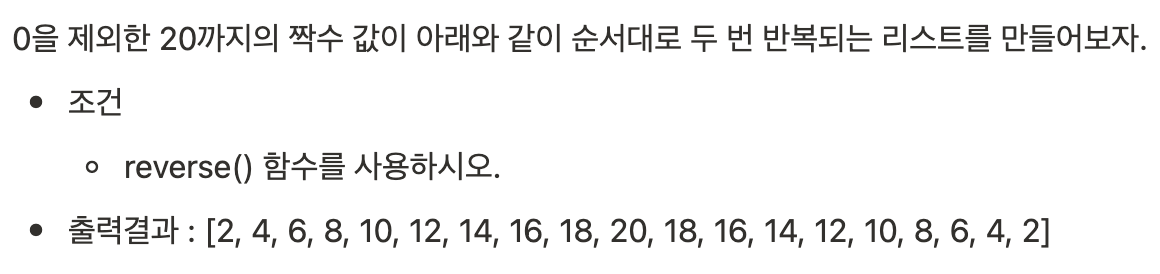 0을 제외한 20까지의 짝수 값이 아래와 같이 순서대로 두 번 반복되는 리스트를 만들어보자.
• 조건
◦ reverse() 함수를 사용하시오.
• 출력결과 : [2, 4, 6, 8, 10, 12, 14, 16, 18, 20, 18, 16, 14, 12, 10, 8, 6, 4, 2]